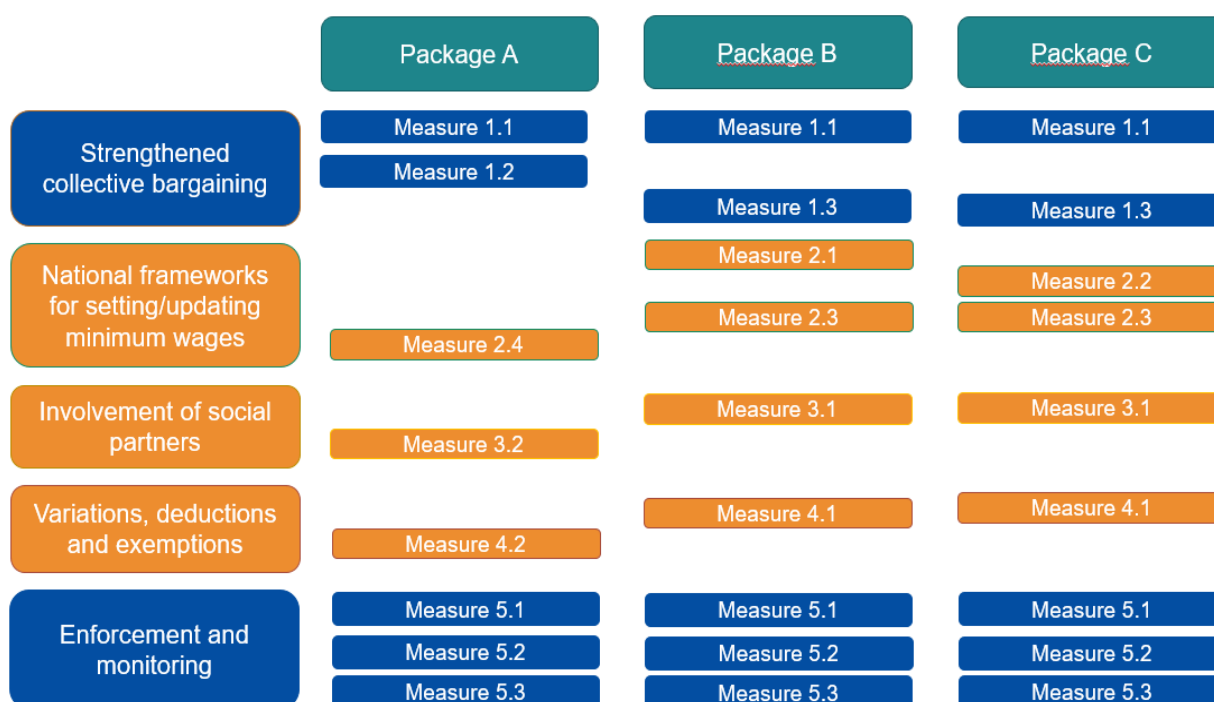 Package A
Package B
Package C
Strengthened
collective bargaining
Measure 1.1
Measure 1.1
Measure 1.1
Measure 1.2
Measure 1.3
Measure 1.3
National frameworks
for setting/updating
minimum wages
Measure 2.1
Measure 2.2
Measure 2.3
Measure 2.3
Measure 2.4
Involvement of social
partners
Measure 3.1
Measure 3.1
Measure 3.2
Variations, deductions
and exemptions
Measure 4.1
Measure 4.1
Measure 4.2
Enforcement and
monitoring
Measure 5.1
Measure 5.1
Measure 5.1
Measure 5.2
Measure 5.2
Measure 5.2
Measure 5.3
Measure 5.3
Measure 5.3